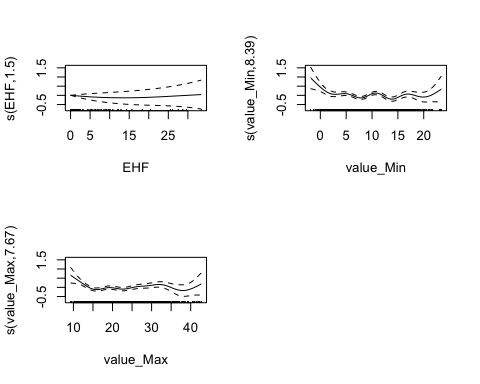 s(EHF,1.5)
1.5
-0.5
0 5 15 25
EHF
s(value_Min,8.39)
1.5
-0.5
0 5 10 15 20
value_Min
s(value_Max,7.67)
1.5
-0.5
10 20 30 40
value_Max